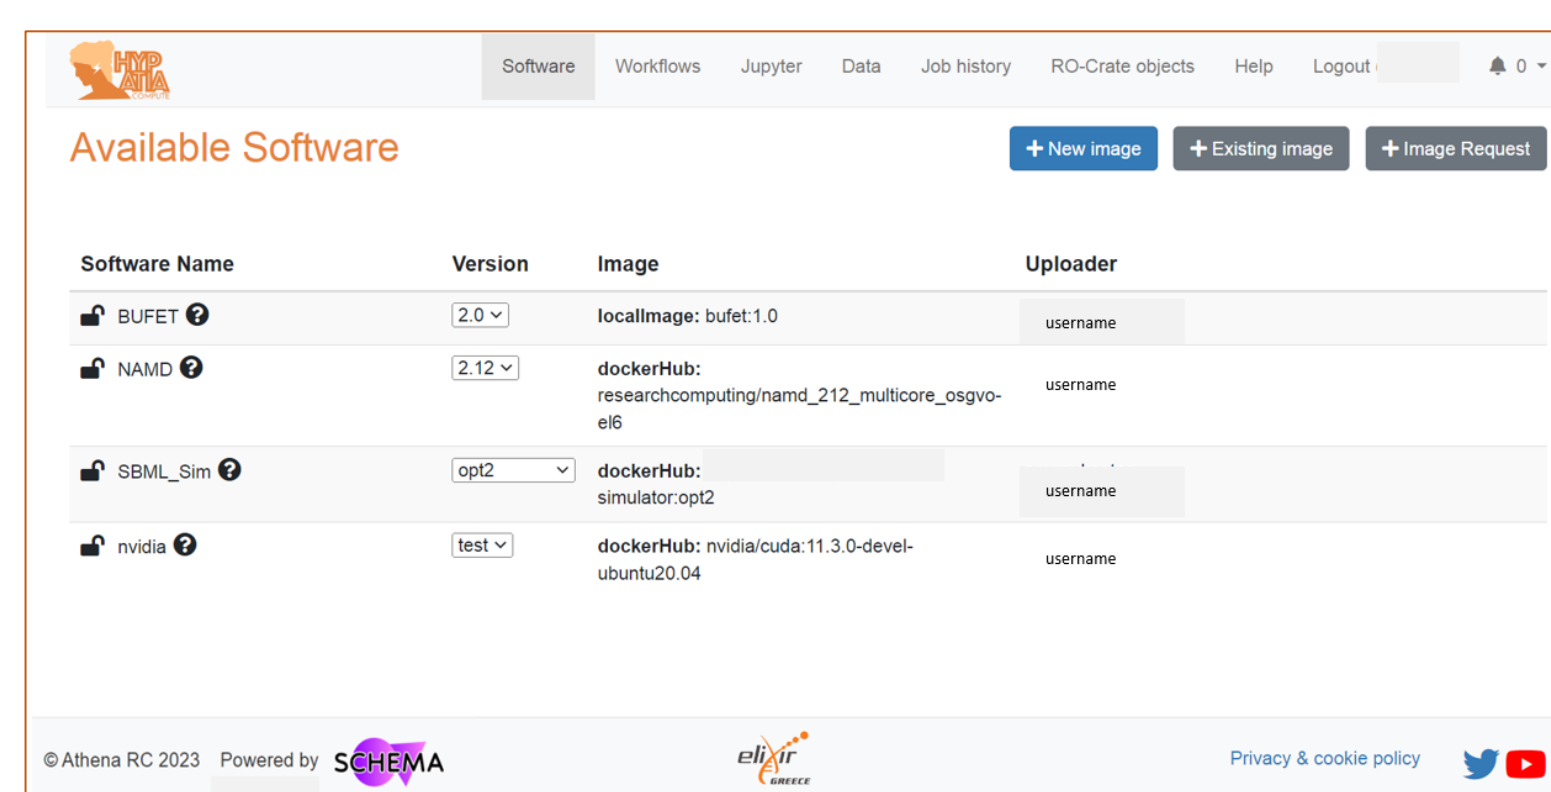 HYP
ATIA
COMPUTE
Software Workflows Jupyter Data Job history RO-Crate objects Help Logout 0
Available Software
+ New image + Existing image + Image Request
Software Name Version Image Uploader
BUFET ? 2.0 localImage: bufet:1.0 username
NAMD ? 2.12 dockerHub:
researchcomputing/namd_212_multicore_osgvo- username
el6
SBML_Sim ? opt2 dockerHub:
simulator:opt2 username
nvidia ? test dockerHub: nvidia/cuda:11.3.0-devel-
ubuntu20.04 username
© Athena RC 2023 Powered by SCHEMA elixir Privacy & cookie policy
GREECE